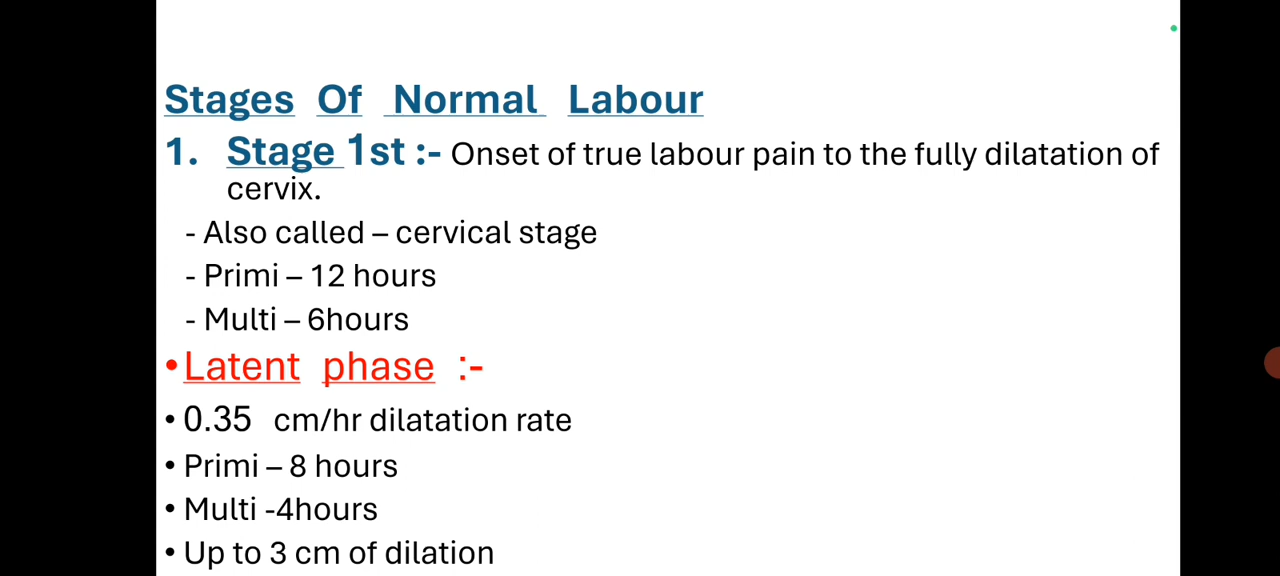 Stages Of Normal Labour
1. Stage 1st :- Onset of true labour pain to the fully dilatation of
cervix.
- Also called – cervical stage
- Primi – 12 hours
- Multi – 6hours
•Latent phase :-
• 0.35 cm/hr dilatation rate
• Primi – 8 hours
• Multi -4hours
• Up to 3 cm of dilation